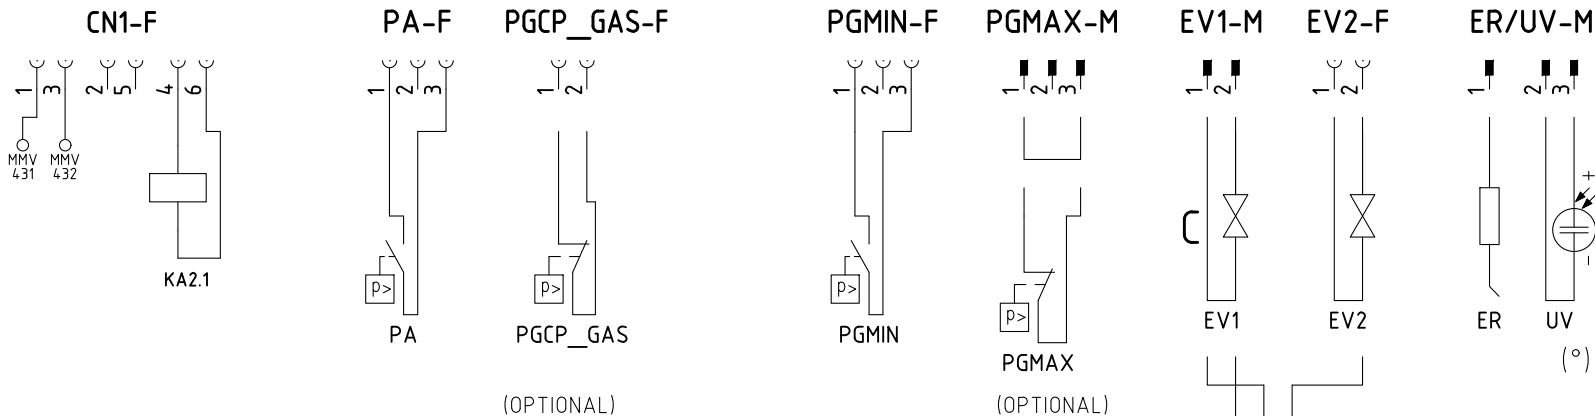 CN1-F PA-F PGCP_GAS-F PGMIN-F PGMAX-M EV1-M EV2-F ER/UV-M
1 3 2 5 4 6 1 2 3 1 2 1 2 3 1 2 3 1 2 1 2 1 2 3
MMV 431
MMV 432
KA2.1
p>
PA
p>
PGCP_GAS
(OPTIONAL)
p>
PGMIN
p>
PGMAX
(OPTIONAL)
EV1
EV2
ER
+
-
UV
(°)